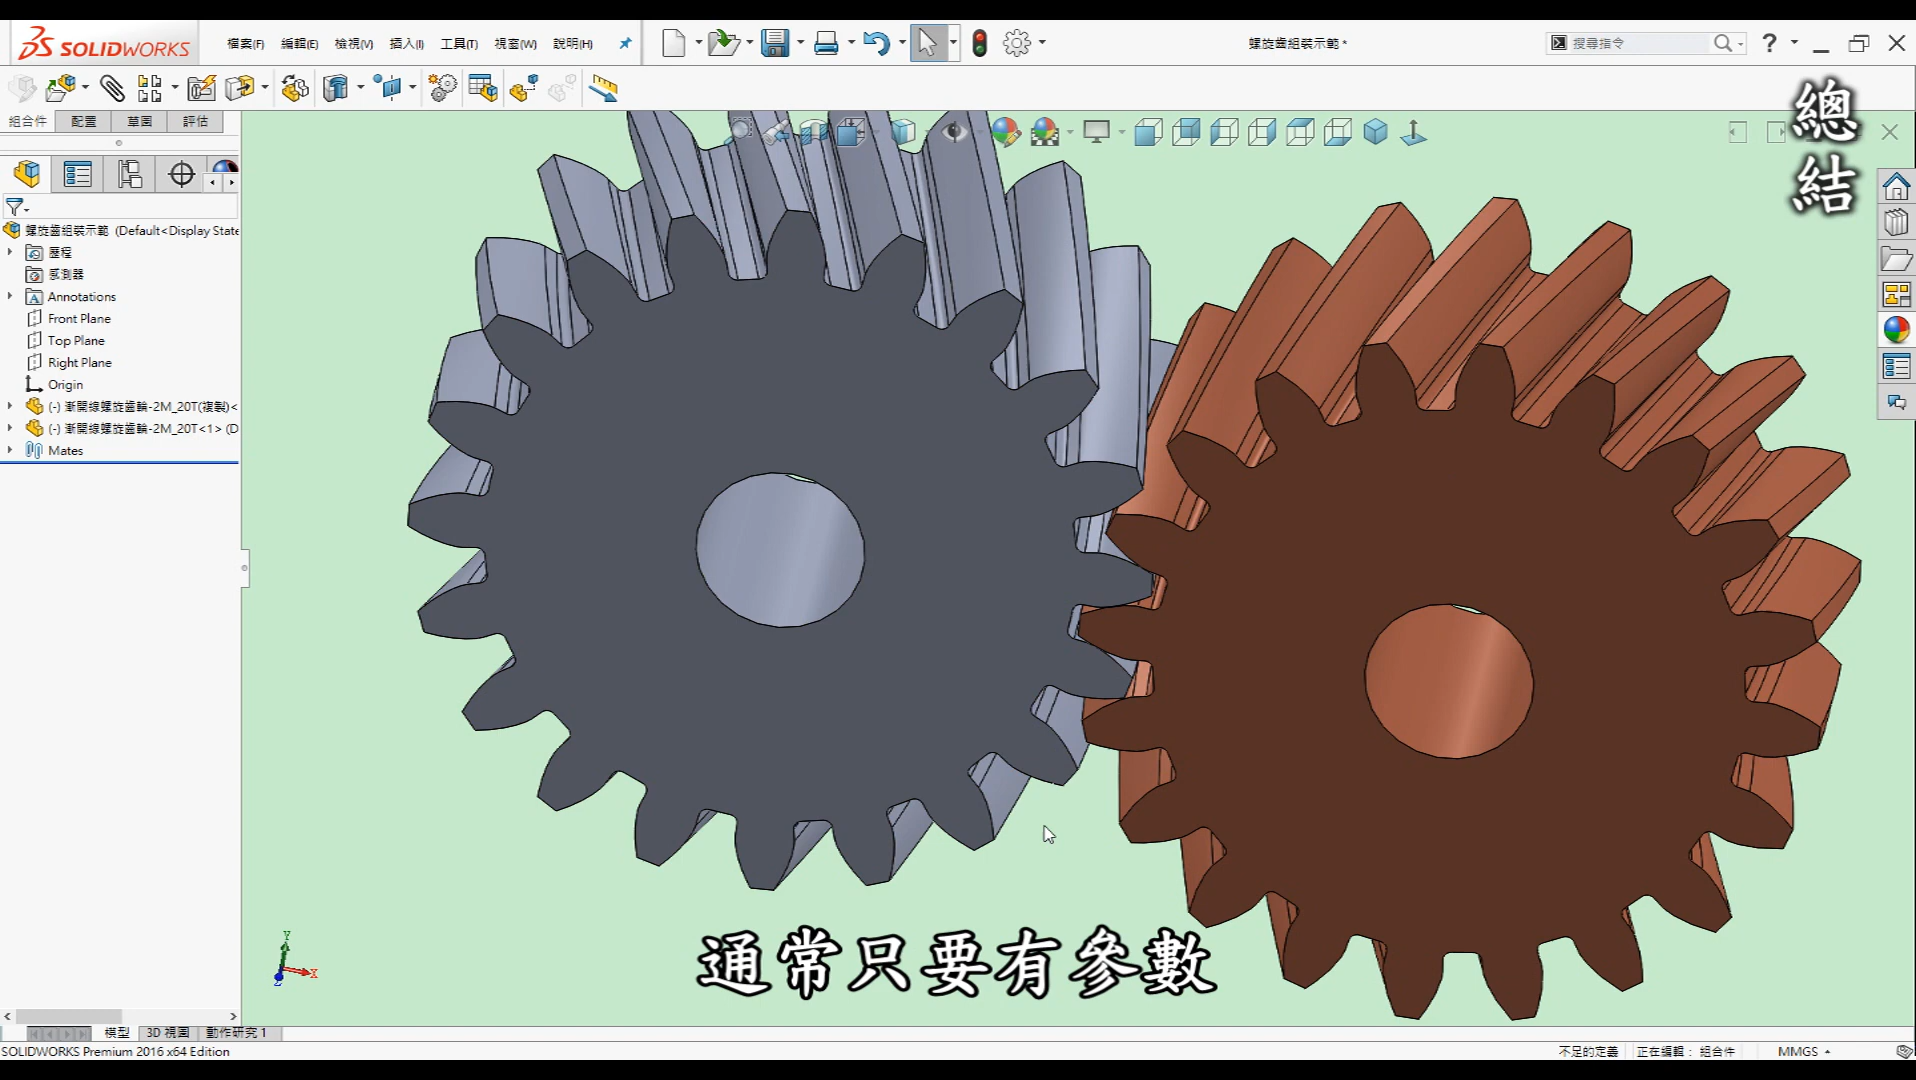 SOLIDWORKS
檔案(F) 編輯(E) 檢視(V) 插入(I) 工具(T) 視窗(W) 說明(H)
螺旋齒組裝示範 *
搜尋指令
總結
組合件 配置 草圖 評估
螺旋齒組裝示範 (Default<Display State
歷程
感測器
Annotations
Front Plane
Top Plane
Right Plane
Origin
(-) 漸開線螺旋齒輪-2M_20T(複製)<
(-) 漸開線螺旋齒輪-2M_20T<1> (D
Mates
Y
X
Z
通常只要有參數
模型 3D 視圖 動作研究 1
SOLIDWORKS Premium 2016 x64 Edition
不足的定義 正在編輯： 組合件 MMGS